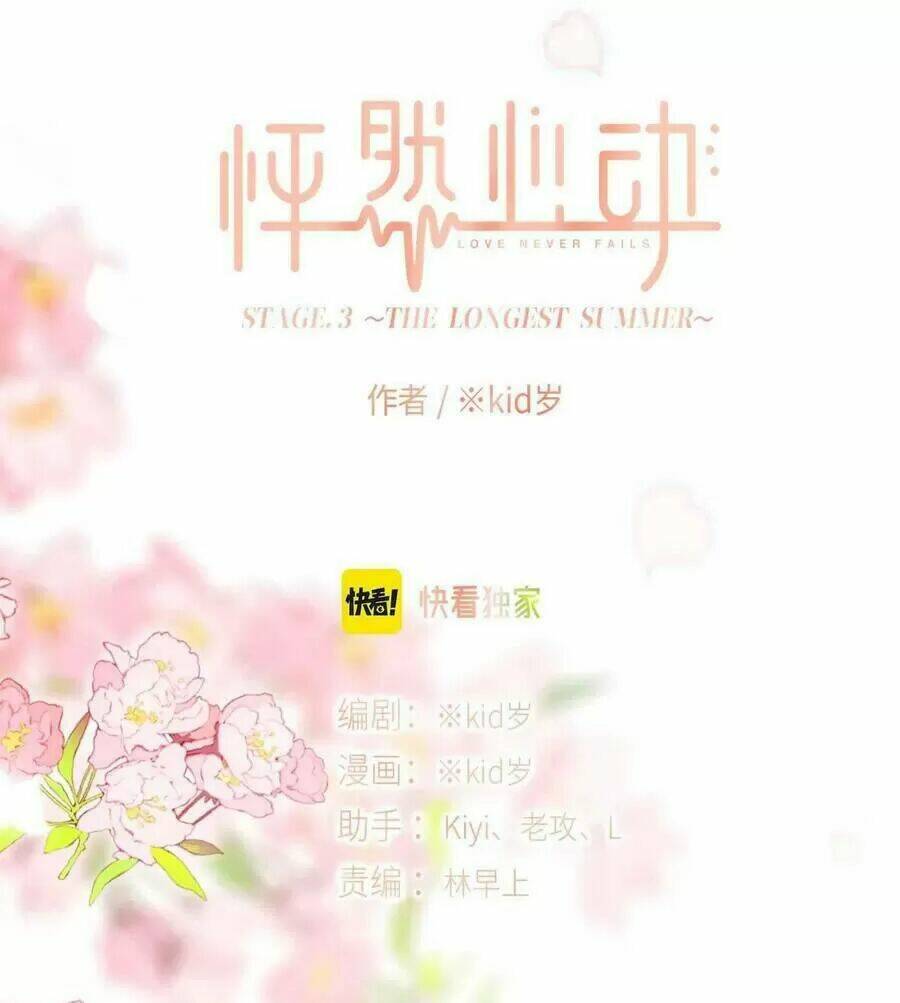 怦然心动
LOVE NEVER FAILS
STAGE. 3 ~THE LONGEST SUMMER~
作者 / ※kid岁
快看! 快看独家
编剧：※kid岁
漫画：※kid岁
助手：Kiyi、老攻、L
责编：林早上